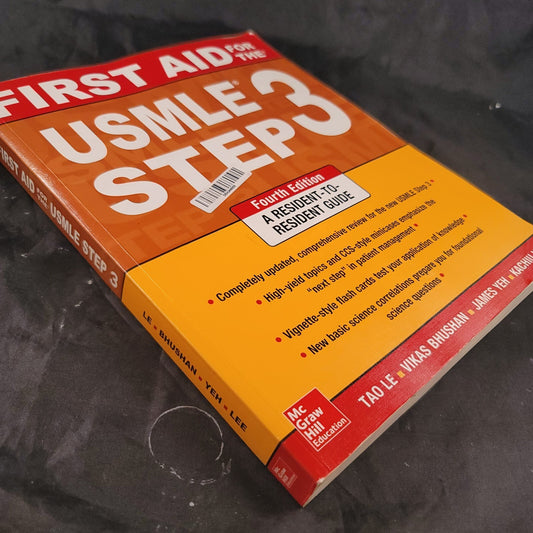 FIRST AID FOR THE®
USMLE®
STEP 3
Fourth Edition
A RESIDENT-TO-
RESIDENT GUIDE
• Completely updated, comprehensive review for the new USMLE Step 3
• High-yield topics and CCS-style minicases emphasize the
"next step" in patient management
• Vignette-style flash cards test your application of knowledge
• New basic science correlations prepare you for foundational
science questions
TAO LE ■ VIKAS BHUSHAN ■ JAMES YEH ■
Mc
Graw
Hill
Education
FIRST AID FOR THE USMLE STEP 3
LE • BHUSHAN • YEH • LEE